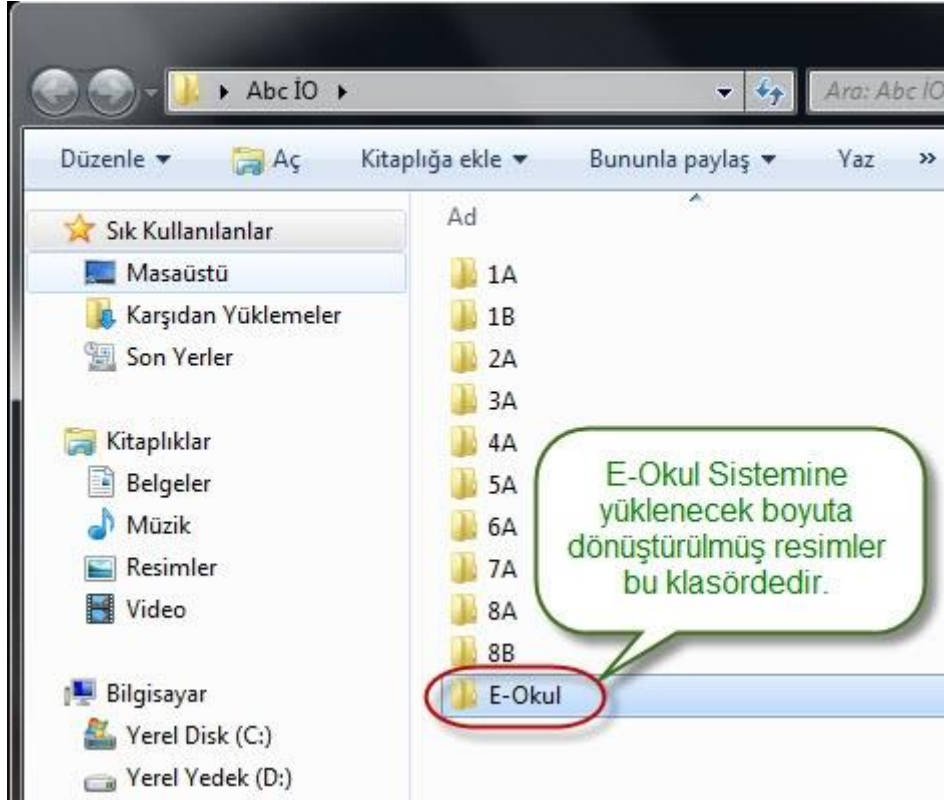 Abc İO
Ara: Abc İO
Düzenle
Aç
Kitaplığa ekle
Bununla paylaş
Yaz
»
Sık Kullanılanlar
Masaüstü
Karşıdan Yüklemeler
Son Yerler
Kitaplıklar
Belgeler
Müzik
Resimler
Video
Bilgisayar
Yerel Disk (C:)
Yerel Yedek (D:)
Ad
1A
1B
2A
3A
4A
5A
6A
7A
8A
8B
E-Okul
E-Okul Sistemine
yüklenecek boyuta
dönüştürülmüş resimler
bu klasördedir.